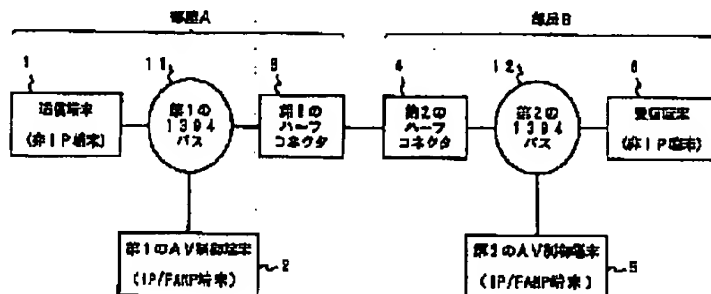 部屋A
部屋B
1
11
3
4
12
6
送信端末
(非IP端末)
第1の
1394
バス
第1の
ハーフ
コネクタ
第2の
ハーフ
コネクタ
第2の
1394
バス
受信端末
(非IP端末)
第1のAV制御端末
(IP/FANP端末)
2
第2のAV制御端末
(IP/FANP端末)
5